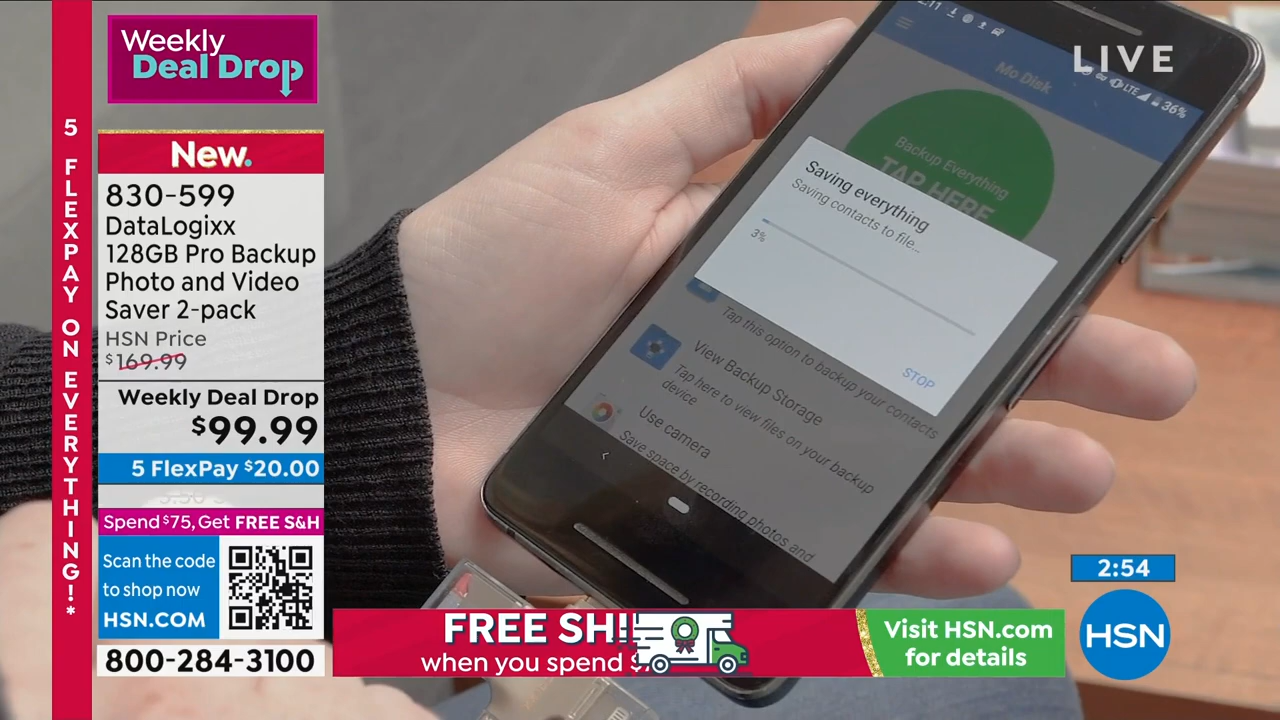 5 FLEXPAY ON EVERYTHING!*
Weekly
Deal Drop
New.
830-599
DataLogixx
128GB Pro Backup
Photo and Video
Saver 2-pack
HSN Price
$169.99
Weekly Deal Drop
$99.99
5 FlexPay $20.00
Spend $75, Get FREE S&H
Scan the code
to shop now
HSN.COM
800-284-3100
LIVE
LTE 36%
Mo Disk
Backup Everything
TAP HERE
Saving everything
Saving contacts to file...
3%
STOP
Tap this option to backup your contacts
View Backup Storage
Tap here to view files on your backup
device
Use camera
Save space by recording photos and
FREE SHI
when you spend $
Visit HSN.com
for details
2:54
HSN